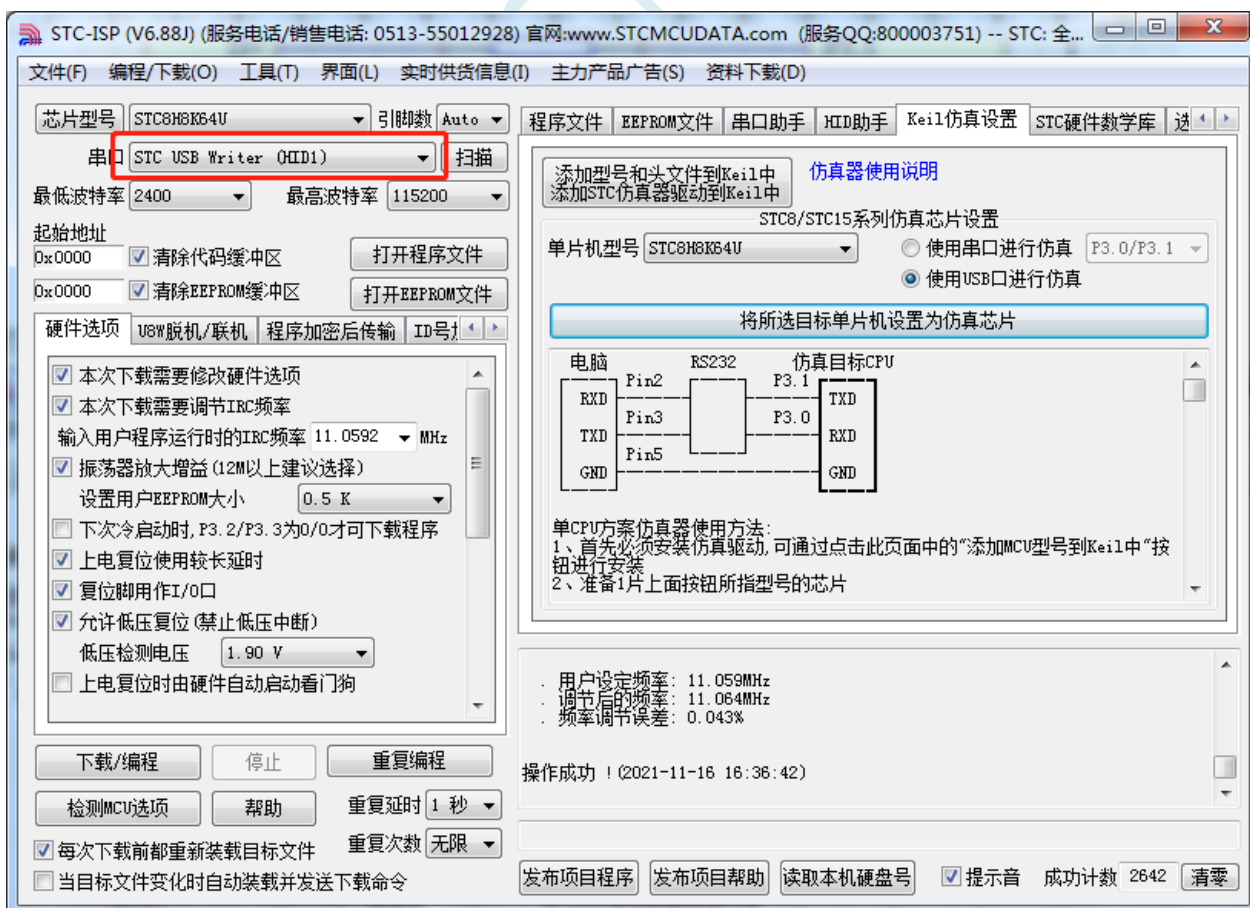 STC-ISP (V6.88J) (服务电话/销售电话: 0513-55012928) 官网:www.STCMCUDATA.com (服务QQ:800003751) -- STC: 全...
文件(F) 编程/下载(O) 工具(T) 界面(L) 实时供货信息(I) 主力产品广告(S) 资料下载(D)
芯片型号 STC8H8K64U 引脚数 Auto
串口 STC USB Writer (HID1) 扫描
最低波特率 2400 最高波特率 115200
起始地址
0x0000 清除代码缓冲区 打开程序文件
0x0000 清除EEPROM缓冲区 打开EEPROM文件
硬件选项 U8W脱机/联机 程序加密后传输 ID号
本次下载需要修改硬件选项
本次下载需要调节IRC频率
输入用户程序运行时的IRC频率 11.0592 MHz
振荡器放大增益(12M以上建议选择)
设置用户EEPROM大小 0.5 K
下次冷启动时,P3.2/P3.3为0/0才可下载程序
上电复位使用较长延时
复位脚用作I/O口
允许低压复位(禁止低压中断)
低压检测电压 1.90 V
上电复位时由硬件自动启动看门狗
下载/编程 停止 重复编程
检测MCU选项 帮助 重复延时 1 秒
每次下载前都重新装载目标文件 重复次数 无限
当目标文件变化时自动装载并发送下载命令
程序文件 EEPROM文件 串口助手 HID助手 Keil仿真设置 STC硬件数学库 选
添加型号和头文件到Keil中
添加STC仿真器驱动到Keil中
仿真器使用说明
STC8/STC15系列仿真芯片设置
单片机型号 STC8H8K64U 使用串口进行仿真 P3.0/P3.1
使用USB口进行仿真
将所选目标单片机设置为仿真芯片
电脑 RS232 仿真目标CPU
Pin2 P3.1
RXD TXD
Pin3 P3.0
TXD RXD
Pin5
GND GND
单CPU方案仿真器使用方法:
1、首先必须安装仿真驱动,可通过点击此页面中的"添加MCU型号到Keil中"按
钮进行安装
2、准备1片上面按钮所指型号的芯片
. 用户设定频率: 11.059MHz
. 调节后的频率: 11.064MHz
. 频率调节误差: 0.043%
操作成功 !(2021-11-16 16:36:42)
发布项目程序 发布项目帮助 读取本机硬盘号 提示音 成功计数 2642 清零